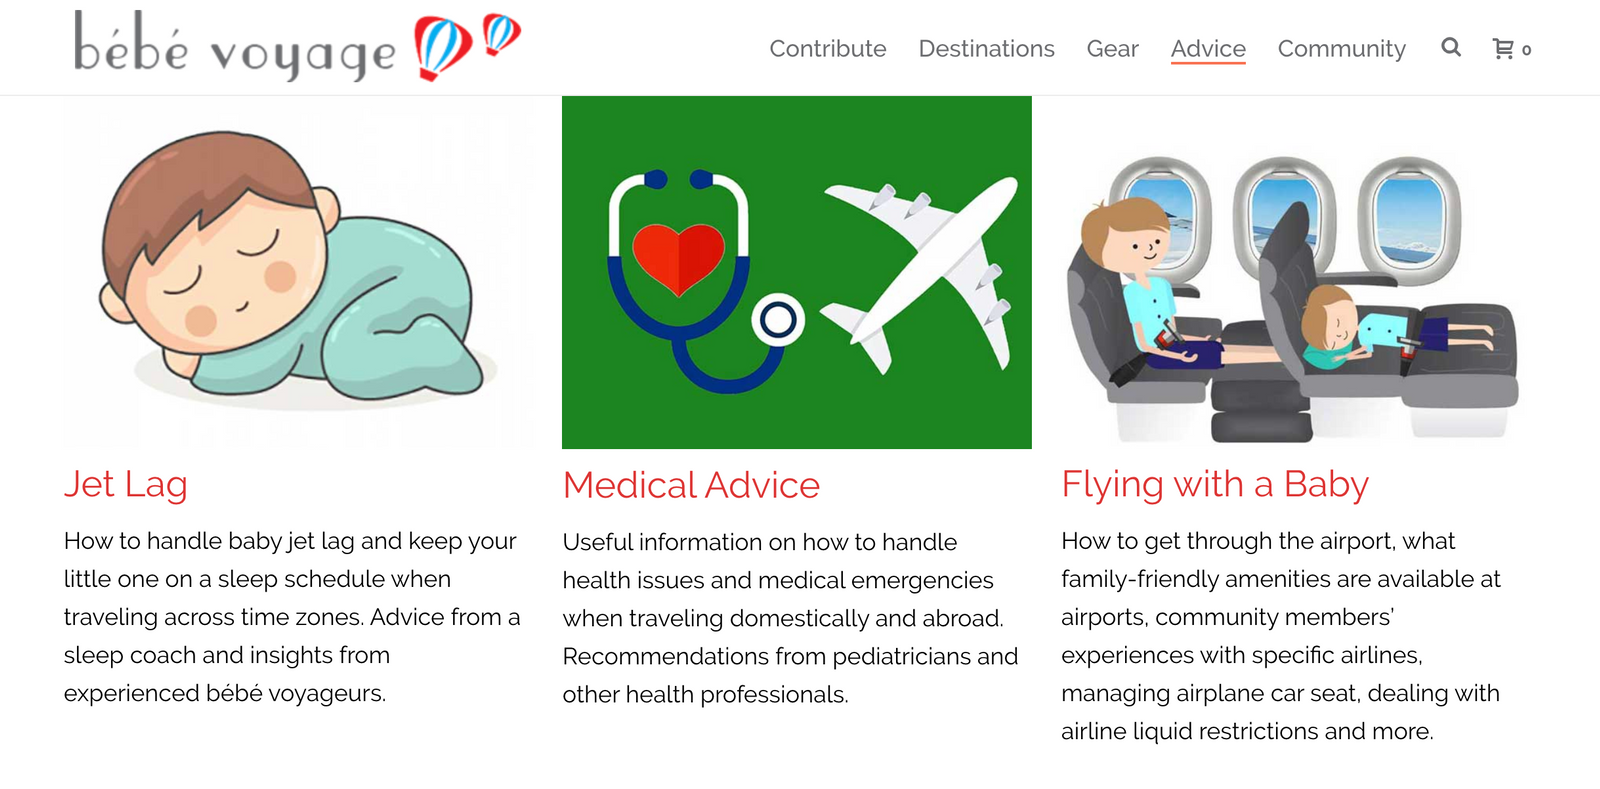 bébé voyage
Contribute Destinations Gear Advice Community 0
Jet Lag
How to handle baby jet lag and keep your
little one on a sleep schedule when
traveling across time zones. Advice from a
sleep coach and insights from
experienced bébé voyageurs.
Medical Advice
Useful information on how to handle
health issues and medical emergencies
when traveling domestically and abroad.
Recommendations from pediatricians and
other health professionals.
Flying with a Baby
How to get through the airport, what
family-friendly amenities are available at
airports, community members’
experiences with specific airlines,
managing airplane car seat, dealing with
airline liquid restrictions and more.